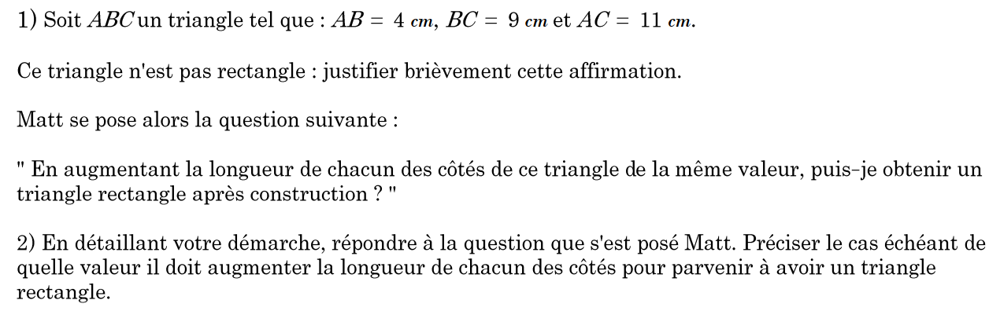 1) Soit ABC un triangle tel que : AB = 4 cm, BC = 9 cm et AC = 11 cm.
Ce triangle n'est pas rectangle : justifier brièvement cette affirmation.
Matt se pose alors la question suivante :
" En augmentant la longueur de chacun des côtés de ce triangle de la même valeur, puis-je obtenir un
triangle rectangle après construction ? "
2) En détaillant votre démarche, répondre à la question que s'est posé Matt. Préciser le cas échéant de
quelle valeur il doit augmenter la longueur de chacun des côtés pour parvenir à avoir un triangle
rectangle.